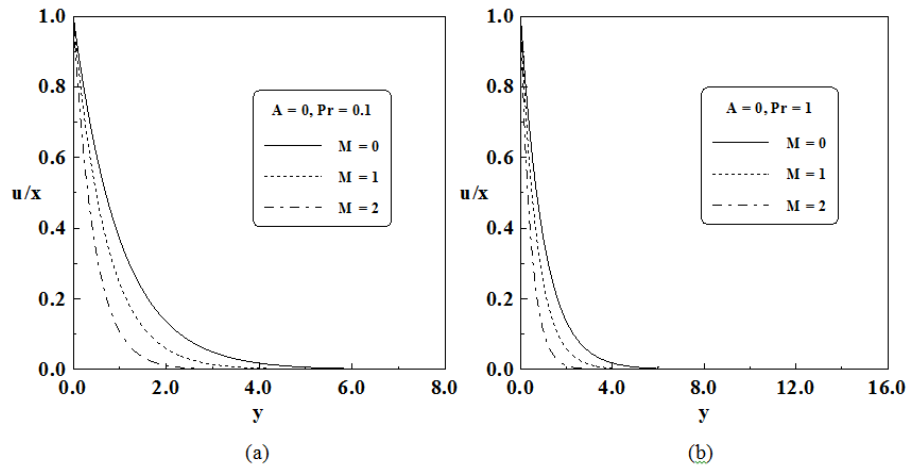 1.0
0.8
0.6
u/x
0.4
0.2
0.0
0.0 2.0 4.0 6.0 8.0
y
A = 0, Pr = 0.1
M = 0
M = 1
M = 2
(a)
1.0
0.8
0.6
u/x
0.4
0.2
0.0
0.0 4.0 8.0 12.0 16.0
y
A = 0, Pr = 1
M = 0
M = 1
M = 2
(b)